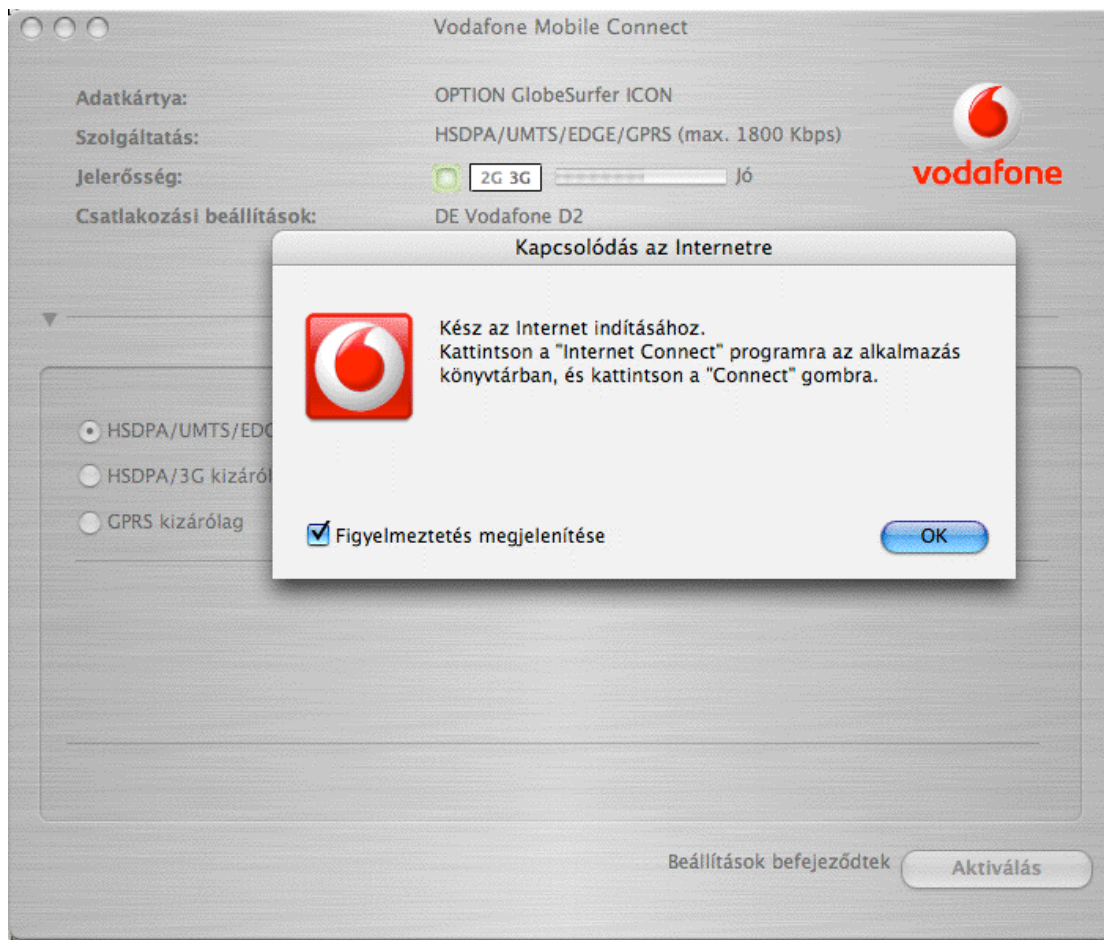 Vodafone Mobile Connect
Adatkártya: OPTION GlobeSurfer ICON
Szolgáltatás: HSDPA/UMTS/EDGE/GPRS (max. 1800 Kbps)
Jelerősség: 2G 3G Jó
vodafone
Csatlakozási beállítások: DE Vodafone D2
Kapcsolódás az Internetre
Kész az Internet indításához.
Kattintson a "Internet Connect" programra az alkalmazás
könyvtárban, és kattintson a "Connect" gombra.
HSDPA/UMTS/EDG
HSDPA/3G kizáról
GPRS kizárólag
Figyelmeztetés megjelenítése
OK
Beállítások befejeződtek
Aktiválás